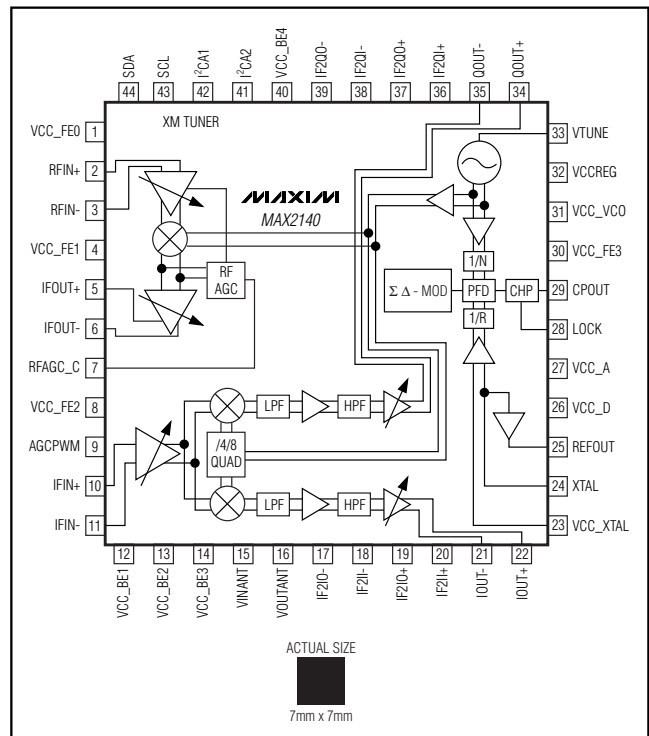 SDA
SCL
I²CA1
I²CA2
VCC_BE4
IF2QO-
IF2QI-
IF2QO+
IF2QI+
QOUT-
QOUT+
44 43 42 41 40 39 38 37 36 35 34
XM TUNER
VCC_FE0 1
RFIN+ 2
RFIN- 3
VCC_FE1 4
IFOUT+ 5
IFOUT- 6
RFAGC_C 7
VCC_FE2 8
AGCPWM 9
IFIN+ 10
IFIN- 11
MAXIM
MAX2140
RF
AGC
1/N
Σ Δ - MOD
PFD
CHP
1/R
LPF
HPF
/4/8
QUAD
LPF
HPF
33 VTUNE
32 VCCREG
31 VCC_VCO
30 VCC_FE3
29 CPOUT
28 LOCK
27 VCC_A
26 VCC_D
25 REFOUT
24 XTAL
23 VCC_XTAL
12 13 14 15 16 17 18 19 20 21 22
VCC_BE1
VCC_BE2
VCC_BE3
VINANT
VOUTANT
IF2IO-
IF2II-
IF2IO+
IF2II+
IOUT-
IOUT+
ACTUAL SIZE
7mm x 7mm